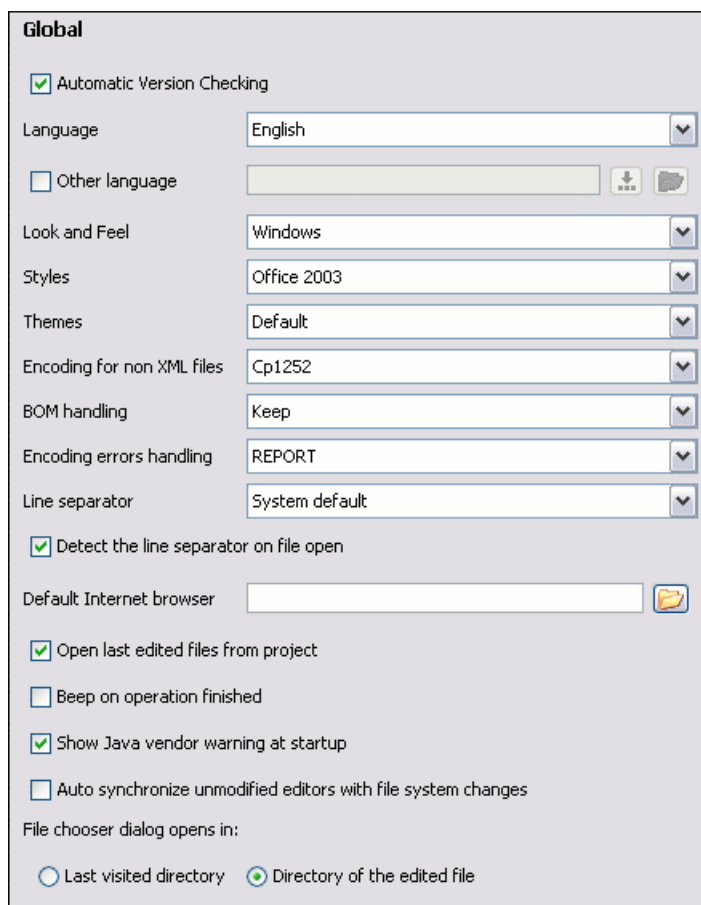 Global
Automatic Version Checking
Language English
Other language
Look and Feel Windows
Styles Office 2003
Themes Default
Encoding for non XML files Cp1252
BOM handling Keep
Encoding errors handling REPORT
Line separator System default
Detect the line separator on file open
Default Internet browser
Open last edited files from project
Beep on operation finished
Show Java vendor warning at startup
Auto synchronize unmodified editors with file system changes
File chooser dialog opens in:
Last visited directory Directory of the edited file